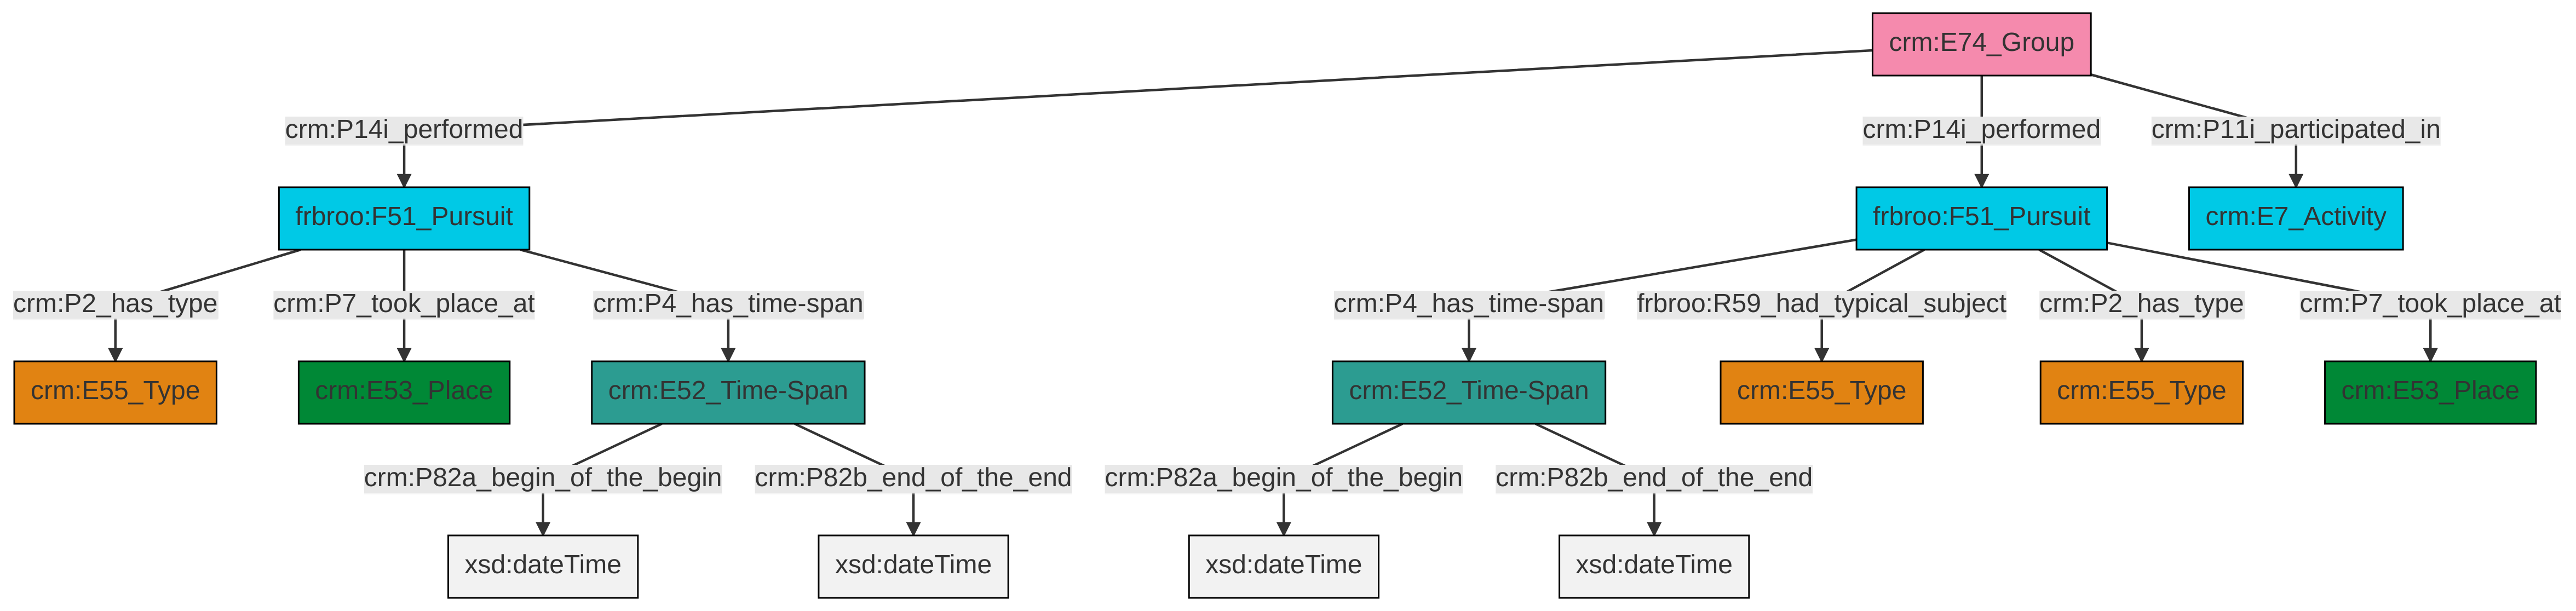 crm:E74_Group
crm:P14i_performed
crm:P14i_performed
crm:P11i_participated_in
frbroo:F51_Pursuit
frbroo:F51_Pursuit
crm:E7_Activity
crm:P2_has_type
crm:P7_took_place_at
crm:P4_has_time-span
crm:P4_has_time-span
frbroo:R59_had_typical_subject
crm:P2_has_type
crm:P7_took_place_at
crm:E55_Type
crm:E53_Place
crm:E52_Time-Span
crm:E52_Time-Span
crm:E55_Type
crm:E55_Type
crm:E53_Place
crm:P82a_begin_of_the_begin
crm:P82b_end_of_the_end
crm:P82a_begin_of_the_begin
crm:P82b_end_of_the_end
xsd:dateTime
xsd:dateTime
xsd:dateTime
xsd:dateTime